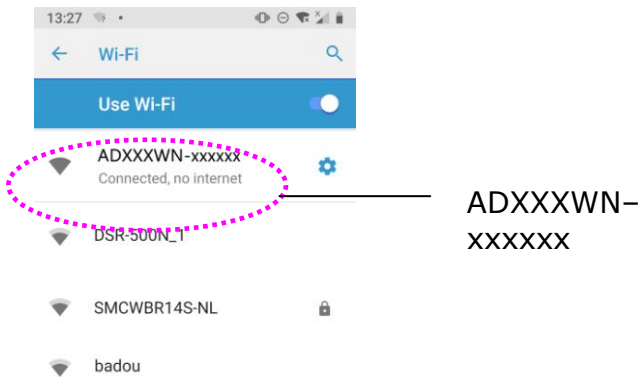 13:27
Wi-Fi
Use Wi-Fi
ADXXXWN-xxxxxx
Connected, no internet
ADXXXWN–
xxxxxx
DSR-500N_1
SMCWBR14S-NL
badou